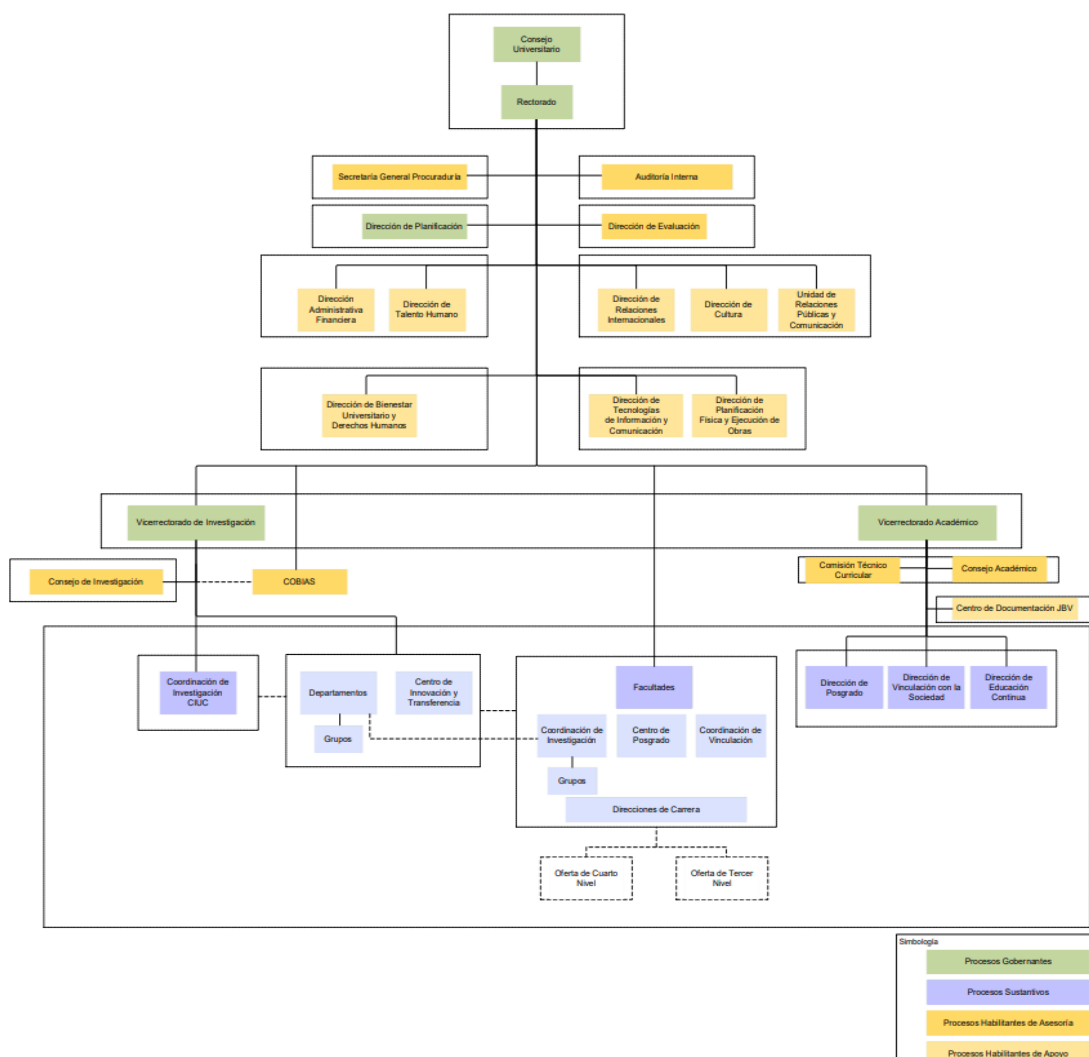 Consejo
Universitario
Rectorado
Secretaría General Procuraduría
Auditoría Interna
Dirección de Planificación
Dirección de Evaluación
Dirección
Administrativa
Financiera
Dirección de
Talento Humano
Dirección de
Relaciones
Internacionales
Dirección de
Cultura
Unidad de
Relaciones
Públicas y
Comunicación
Dirección de Bienestar
Universitario y
Derechos Humanos
Dirección de
Tecnologías
de Información y
Comunicación
Dirección de
Planificación
Física y Ejecución de
Obras
Vicerrectorado de Investigación
Vicerrectorado Académico
Consejo de Investigación
COBIAS
Comisión Técnico
Curricular
Consejo Académico
Centro de Documentación JBV
Coordinación de
Investigación
CIUC
Departamentos
Centro de
Innovación y
Transferencia
Grupos
Facultades
Coordinación de
Investigación
Centro de
Posgrado
Coordinación de
Vinculación
Grupos
Direcciones de Carrera
Dirección de
Posgrado
Dirección de
Vinculación con la
Sociedad
Dirección de
Educación
Continua
Oferta de Cuarto
Nivel
Oferta de Tercer
Nivel
Simbología
Procesos Gobernantes
Procesos Sustantivos
Procesos Habilitantes de Asesoría
Procesos Habilitantes de Apoyo